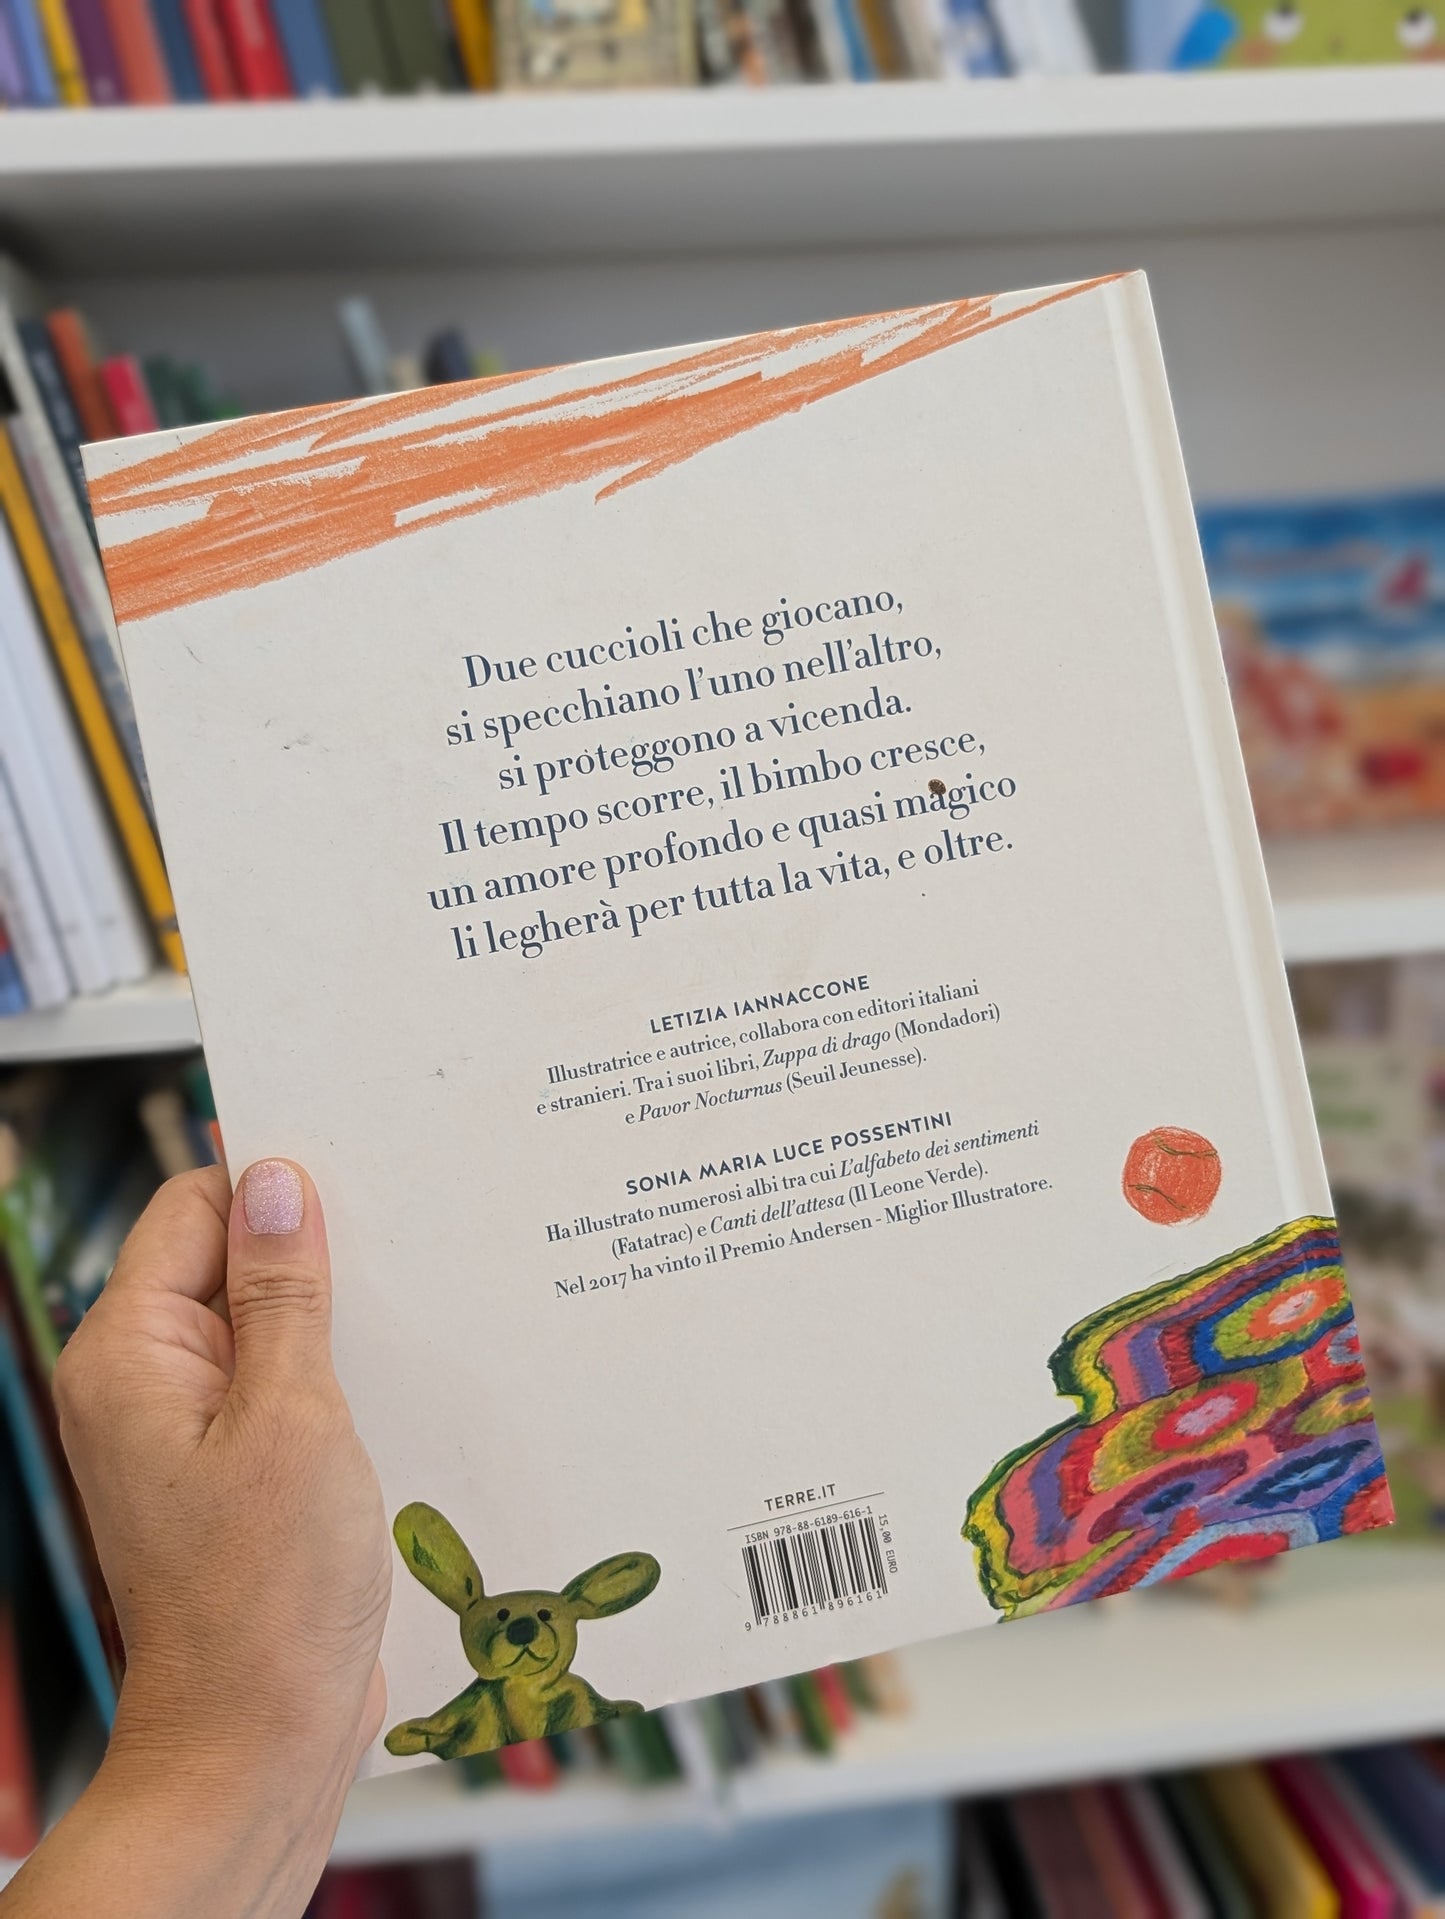 Due cuccioli che giocano,
si specchiano l'uno nell'altro,
si proteggono a vicenda.
Il tempo scorre, il bimbo cresce,
un amore profondo e quasi magico
li legherà per tutta la vita, e oltre.
LETIZIA IANNACCONE
Illustratrice e autrice, collabora con editori italiani
e stranieri. Tra i suoi libri, Zuppa di drago (Mondadori)
e Pavor Nocturnus (Seuil Jeunesse).
SONIA MARIA LUCE POSSENTINI
Ha illustrato numerosi albi tra cui L'alfabeto dei sentimenti
(Fatatrac) e Canti dell'attesa (Il Leone Verde).
Nel 2017 ha vinto il Premio Andersen - Miglior Illustratore.
TERRE.IT
ISBN 978-88-6189-616-1
15,00 EURO
9 788861 896161